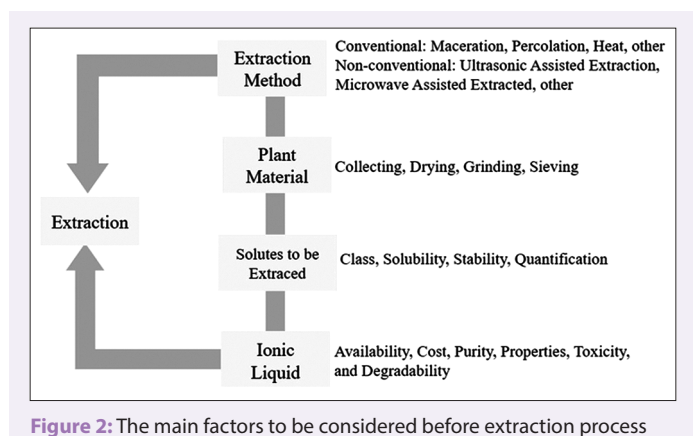 Extraction
Method
Conventional: Maceration, Percolation, Heat, other
Non-conventional: Ultrasonic Assisted Extraction,
Microwave Assisted Extracted, other
Plant
Material
Collecting, Drying, Grinding, Sieving
Extraction
Solutes to be
Extraced
Class, Solubility, Stability, Quantification
Ionic
Liquid
Availability, Cost, Purity, Properties, Toxicity,
and Degradability
Figure 2: The main factors to be considered before extraction process